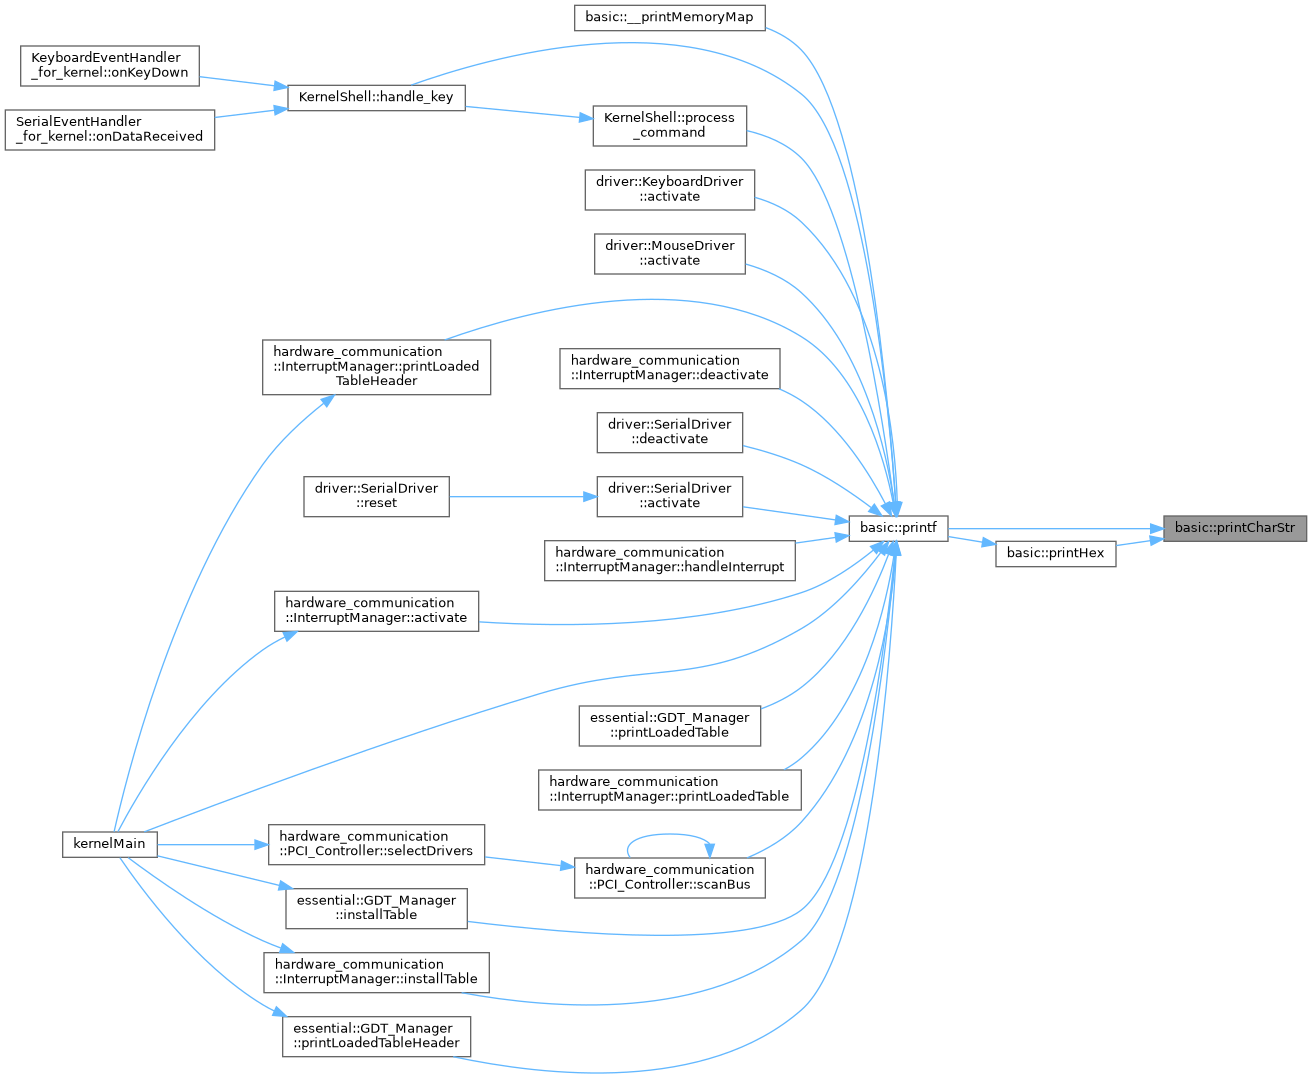 basic::__printMemoryMap
KeyboardEventHandler
_for_kernel::onKeyDown
KernelShell::handle_key
SerialEventHandler
_for_kernel::onDataReceived
KernelShell::process
_command
driver::KeyboardDriver
::activate
driver::MouseDriver
::activate
hardware_communication
::InterruptManager::printLoaded
TableHeader
hardware_communication
::InterruptManager::deactivate
driver::SerialDriver
::deactivate
driver::SerialDriver
::reset
driver::SerialDriver
::activate
basic::printf
basic::printCharStr
basic::printHex
hardware_communication
::InterruptManager::handleInterrupt
hardware_communication
::InterruptManager::activate
essential::GDT_Manager
::printLoadedTable
hardware_communication
::InterruptManager::printLoadedTable
kernelMain
hardware_communication
::PCI_Controller::selectDrivers
hardware_communication
::PCI_Controller::scanBus
essential::GDT_Manager
::installTable
hardware_communication
::InterruptManager::installTable
essential::GDT_Manager
::printLoadedTableHeader